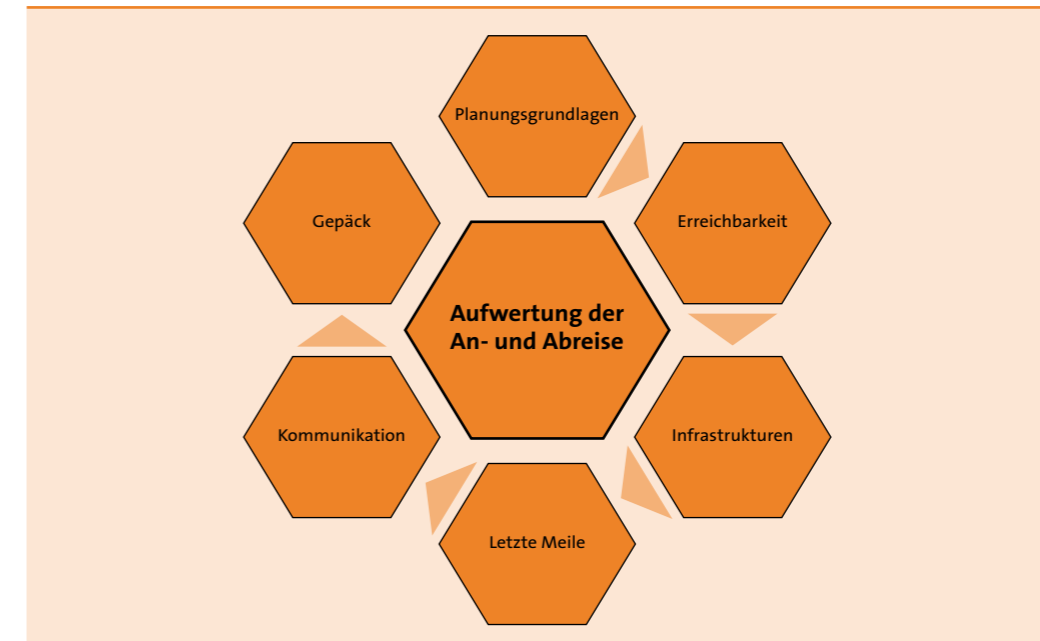 Planungsgrundlagen
Erreichbarkeit
Infrastrukturen
Letzte Meile
Kommunikation
Gepäck
Aufwertung der
An- und Abreise